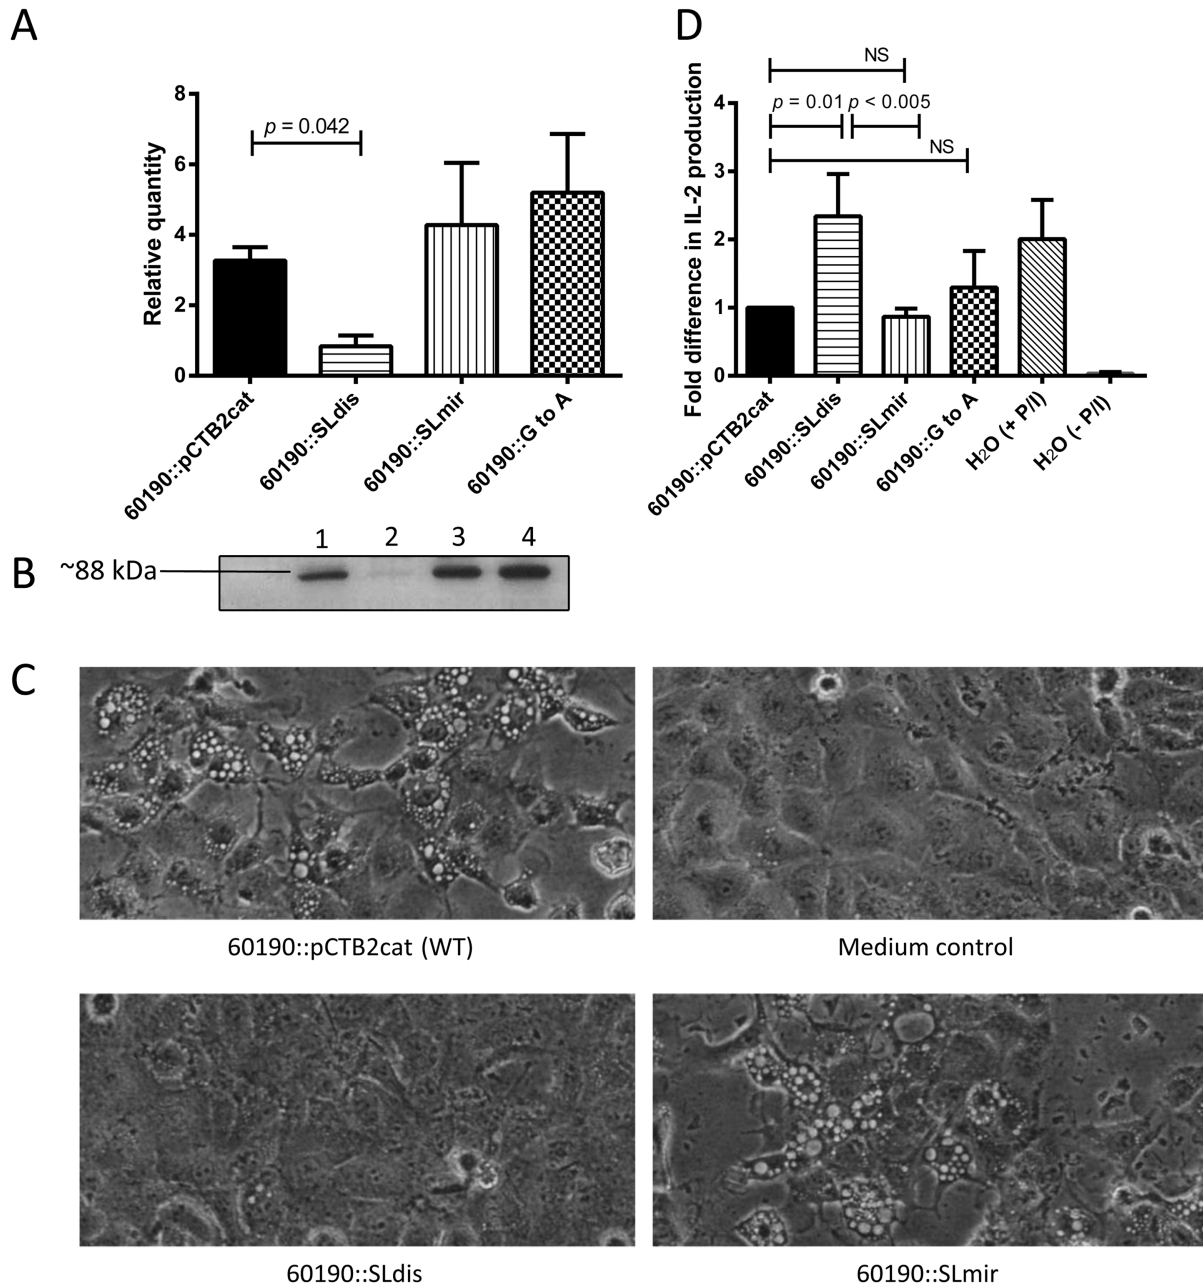 A
Relative quantity
8
6
4
2
0
p = 0.042
60190::pCTB2cat
60190::SLdis
60190::SLmir
60190::G to A
D
Fold difference in IL-2 production
4
3
2
1
0
NS
p = 0.01
p < 0.005
NS
60190::pCTB2cat
60190::SLdis
60190::SLmir
60190::G to A
H₂O (+ P/I)
H₂O (- P/I)
B
~88 kDa
1 2 3 4
C
60190::pCTB2cat (WT)
Medium control
60190::SLdis
60190::SLmir